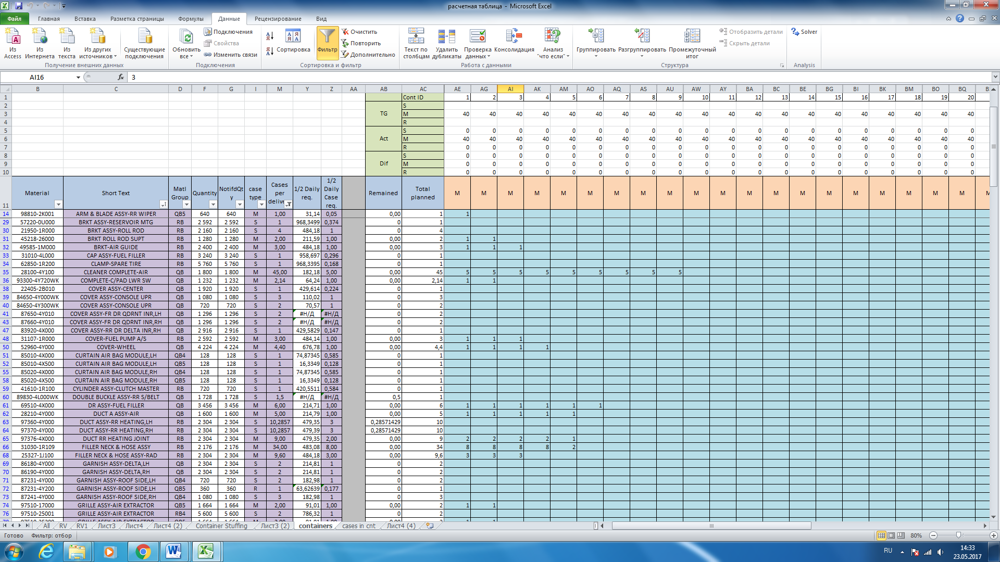 расчетная таблица - Microsoft Excel
Файл Главная Вставка Разметка страницы Формулы Данные Рецензирование Вид
Из Access Из Интернета Из текста Из других источников Существующие подключения
Обновить все Подключения Свойства Изменить связи
Сортировка Фильтр Очистить Повторить Дополнительно
Текст по столбцам Удалить дубликаты Проверка данных Консолидация Анализ "что если"
Группировать Разгруппировать Промежуточный итог Отобразить детали Скрыть детали Solver
Получение внешних данных Подключения Сортировка и фильтр Работа с данными Структура Analysis
AI16 fx 3
B C D F G I M Y Z AA AB AC AE AG AI AK AM AO AQ AS AU AW AY BA BC BE BG BI BK BM BO BQ
1 Cont ID 1 2 3 4 5 6 7 8 9 10 11 12 13 14 15 16 17 18 19 20
2 S
3 TG M 40 40 40 40 40 40 40 40 40 40 40 40 40 40 40 40 40 40 40 40
4 R
5 S 0 0 0 0 0 0 0 0 0 0 0 0 0 0 0 0 0 0 0 0
6 Act M 40 40 40 40 40 40 40 40 40 40 40 40 40 40 40 40 40 40 40 40
7 R 0 0 0 0 0 0 0 0 0 0 0 0 0 0 0 0 0 0 0 0
8 S 0 0 0 0 0 0 0 0 0 0 0 0 0 0 0 0 0 0 0 0
9 Dif M 0 0 0 0 0 0 0 0 0 0 0 0 0 0 0 0 0 0 0 0
10 R 0 0 0 0 0 0 0 0 0 0 0 0 0 0 0 0 0 0 0 0
11 Material Short Text Matl Group Quantity NotifdQty case type Cases per delive 1/2 Daily req. 1/2 Daily Case req. Remained Total planned M M M M M M M M M M M M M M M M M M M M
14 98810-2K001 ARM & BLADE ASSY-RR WIPER QB5 640 640 M 1,00 31,14 0,05 0,00 1 1
29 57220-0U000 BRKT ASSY-RESERVOIR MTG RB 2 592 2 592 S 1 968,3499 0,374 0 1
30 21950-1R000 BRKT ASSY-ROLL ROD RB 2 160 2 160 S 4 484,18 1 0 4
31 45218-26000 BRKT ROLL ROD SUPT RB 1 280 1 280 M 2,00 211,59 1,00 0,00 2 1 1
32 49585-1M000 BRKT-AIR GUIDE RB 2 400 2 400 M 3,00 484,18 1,00 0,00 3 1 1 1
33 31010-4L000 CAP ASSY-FUEL FILLER RB 3 240 3 240 S 1 958,697 0,296 0 1
34 62850-1R200 CLAMP-SPARE TIRE RB 5 760 5 760 S 1 968,3395 0,168 0 1
35 28100-4Y100 CLEANER COMPLETE-AIR QB 1 800 1 800 M 45,00 182,18 5,00 0,00 45 5 5 5 5 5 5 5 5 5
36 93300-4Y720WK COMPLETE-C/PAD LWR SW QB 1 232 1 232 M 2,14 64,24 1,00 0,00 2,14 1 1
38 22405-2B010 COVER ASSY-CENTER QB 1 920 1 920 S 1 429,614 0,224 0 1
39 84650-4Y000WK COVER ASSY-CONSOLE UPR QB 1 080 1 080 S 3 110,02 1 0 3
40 84650-4Y300WK COVER ASSY-CONSOLE UPR QB 720 720 S 2 70,57 1 0 2
41 87650-4Y010 COVER ASSY-FR DR QDRNT INR,LH QB 1 296 1 296 S 2 #Н/Д #Н/Д 0 2
43 87660-4Y010 COVER ASSY-FR DR QDRNT INR,RH QB 1 296 1 296 S 2 #Н/Д #Н/Д 0 2
47 83920-4X000 COVER ASSY-RR DR DELTA INR,RH QB 2 916 2 916 S 1 429,5829 0,147 0 1
48 31107-1R000 COVER-FUEL PUMP A/S RB 2 592 2 592 M 3,00 484,14 1,00 0,00 3 1 1 1
50 52960-4Y000 COVER-WHEEL QB 4 224 4 224 M 4,40 676,78 1,00 0,00 4,4 1 1 1 1
51 85010-4X000 CURTAIN AIR BAG MODULE,LH QB4 128 128 S 1 74,87345 0,585 0 1
52 85010-4X500 CURTAIN AIR BAG MODULE,LH QB5 128 128 S 1 16,3349 0,128 0 1
55 85020-4X000 CURTAIN AIR BAG MODULE,RH QB4 128 128 S 1 74,87345 0,585 0 1
58 85020-4X500 CURTAIN AIR BAG MODULE,RH QB5 128 128 S 1 16,3349 0,128 0 1
59 41610-1R100 CYLINDER ASSY-CLUTCH MASTER RB 720 720 S 1 420,5511 0,584 0 1
60 89830-4L000WK DOUBLE BUCKLE ASSY-RR S/BELT QB 1 728 1 728 S 1,5 #Н/Д #Н/Д 0,5 1
61 69510-4X000 DR ASSY-FUEL FILLER QB 3 456 3 456 M 6,00 214,71 1,00 0,00 6 1 1 1 1 1 1
62 28210-4Y000 DUCT A ASSY-AIR QB 1 600 1 600 M 5,00 214,79 1,00 0,00 5 1 1 1 1 1
63 97360-4Y000 DUCT ASSY-RR HEATING,LH RB 2 304 2 304 S 10,2857 479,35 3 0,28571429 10
64 97370-4Y000 DUCT ASSY-RR HEATING,RH RB 2 304 2 304 S 10,2857 479,39 3 0,28571429 10
65 97376-4X000 DUCT RR HEATING JOINT RB 2 304 2 304 M 9,00 479,35 2,00 0,00 9 2 2 2 2 1
66 31030-1R109 FILLER NECK & HOSE ASSY RB 2 176 2 176 M 34,00 483,08 8,00 0,00 34 8 8 8 8 2
68 25327-1J100 FILLER NECK & HOSE ASSY-RAD RB 2 304 2 304 M 9,60 484,18 3,00 0,00 9,6 3 3 3
69 86180-4Y000 GARNISH ASSY-DELTA,LH QB 2 304 2 304 S 2 214,81 1 0 2
70 86190-4Y000 GARNISH ASSY-DELTA,RH QB 2 304 2 304 S 2 214,81 1 0 2
71 87231-4Y000 GARNISH ASSY-ROOF SIDE,LH QB4 720 720 S 2 182,98 1 0 2
72 87231-4Y200 GARNISH ASSY-ROOF SIDE,LH QB5 360 360 R 1 63,62639 0,177 0 1
73 87241-4Y000 GARNISH ASSY-ROOF SIDE,RH QB4 1 080 1 080 S 3 182,98 1 0 3
74 97510-17000 GRILLE ASSY-AIR EXTRACTOR QB5 1 664 1 664 M 2,00 91,01 1,00 0,00 2 1 1
76 97510-25001 GRILLE ASSY-AIR EXTRACTOR RB4 5 600 5 600 S 2 786,32 1 0 2
All RV RV1 Лист3 Лист4 Лист4 (2) Container Stuffing Лист3 (2) containers cases in cnt Лист4 (4)
Готово Фильтр: отбор 80%
RU 14:33
23.05.2017